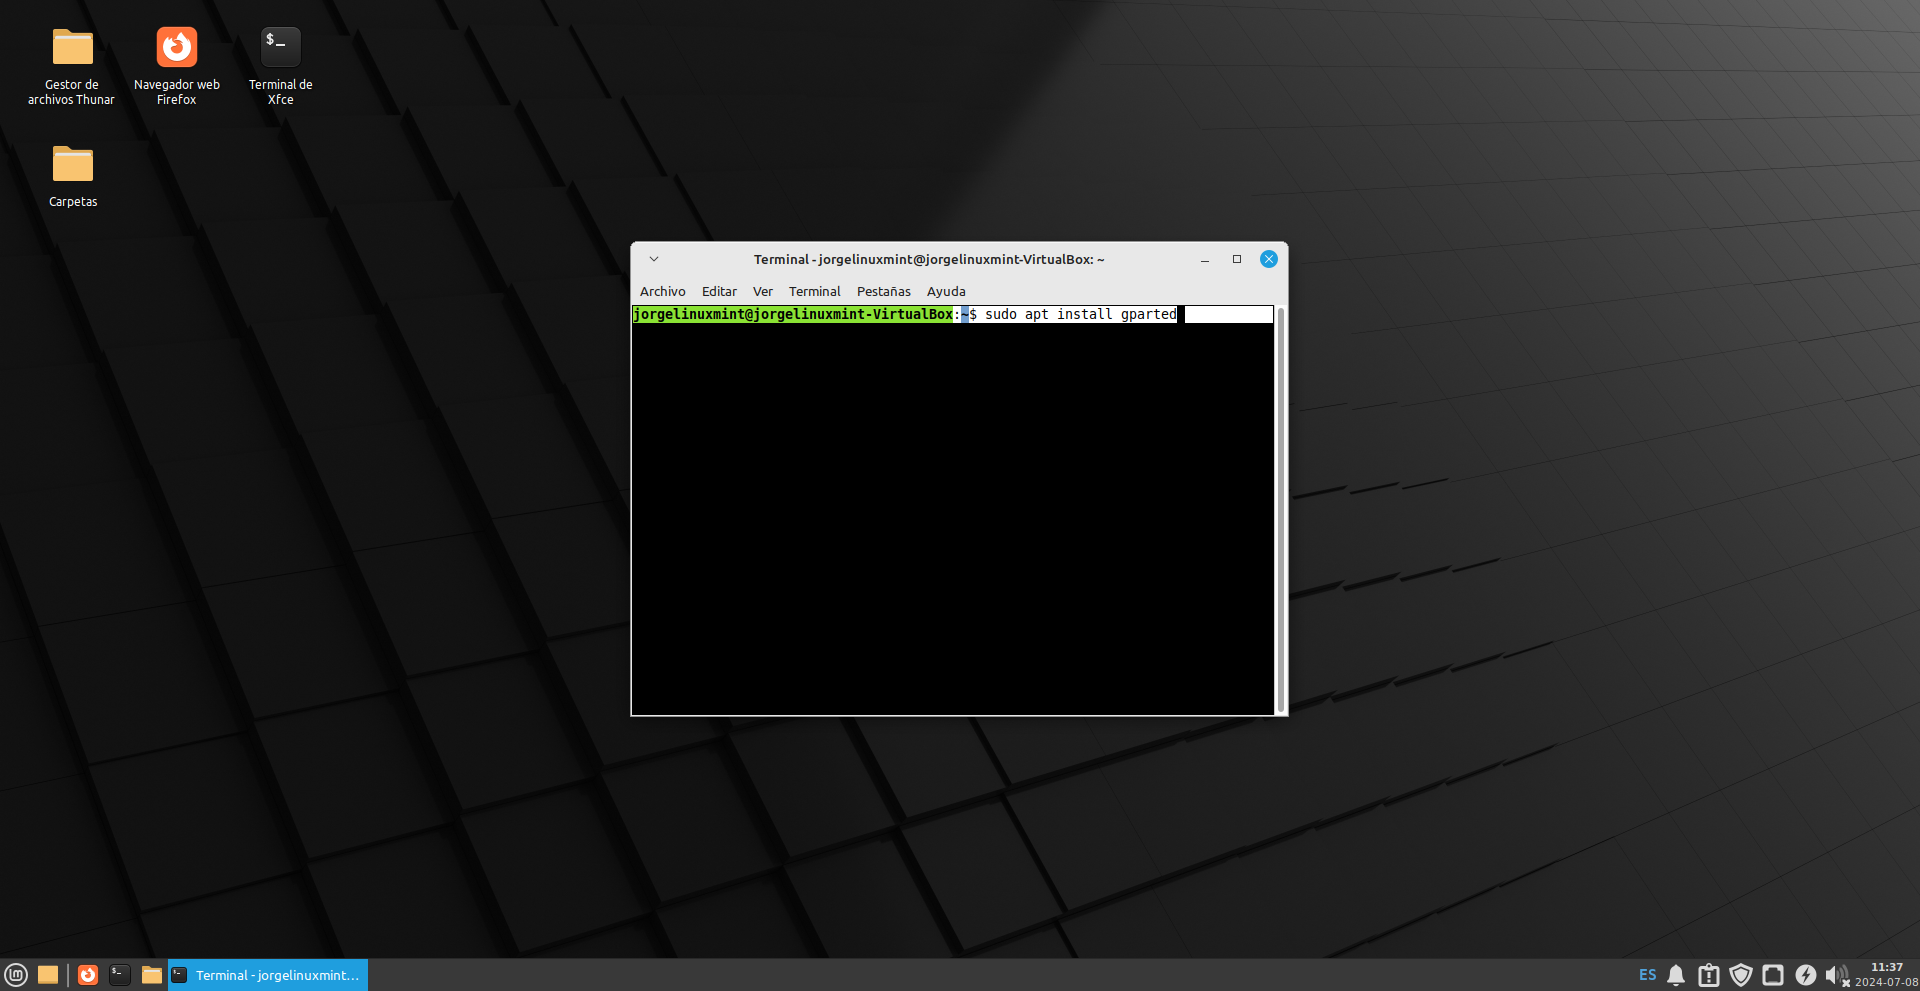 Gestor de
archivos Thunar
Navegador web
Firefox
$_
Terminal de
Xfce
Carpetas
Terminal - jorgelinuxmint@jorgelinuxmint-VirtualBox: ~
Archivo Editar Ver Terminal Pestañas Ayuda
jorgelinuxmint@jorgelinuxmint-VirtualBox:~$ sudo apt install gparted
Terminal - jorgelinuxmint...
ES
11:37
2024-07-08